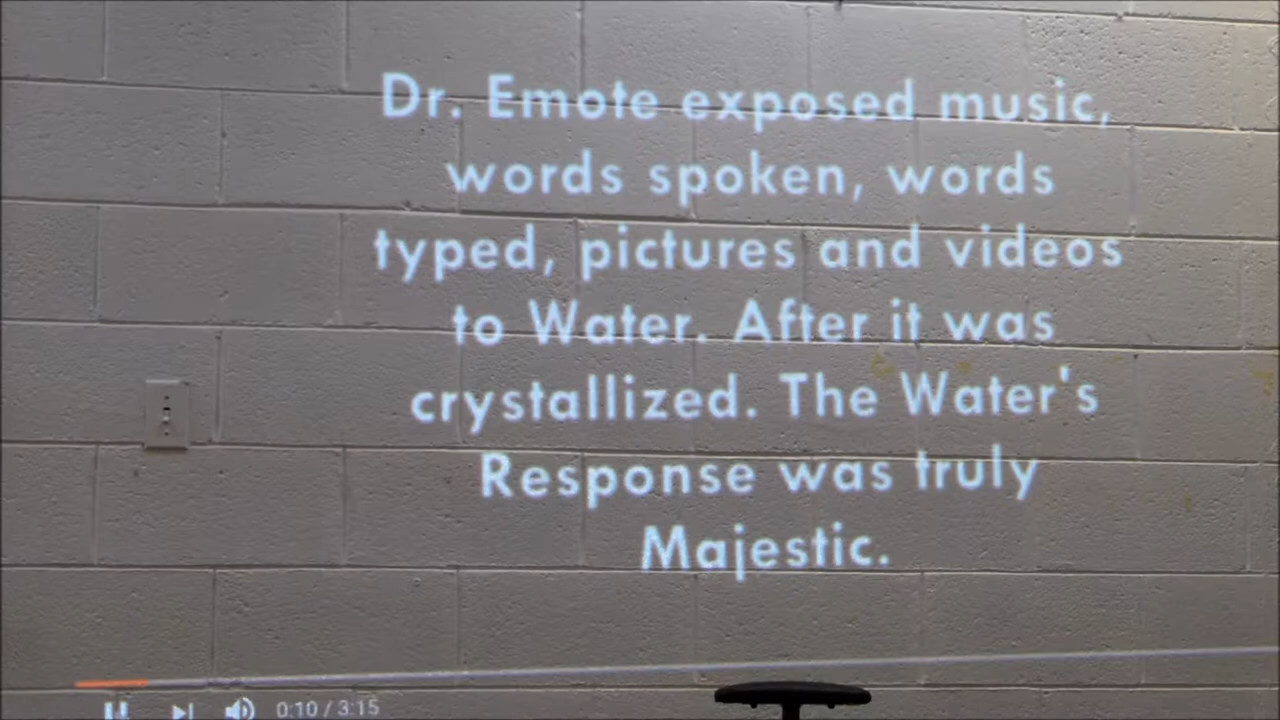 Dr. Emote exposed music,
words spoken, words
typed, pictures and videos
to Water. After it was
crystallized. The Water's
Response was truly
Majestic.
0:10 / 3:15